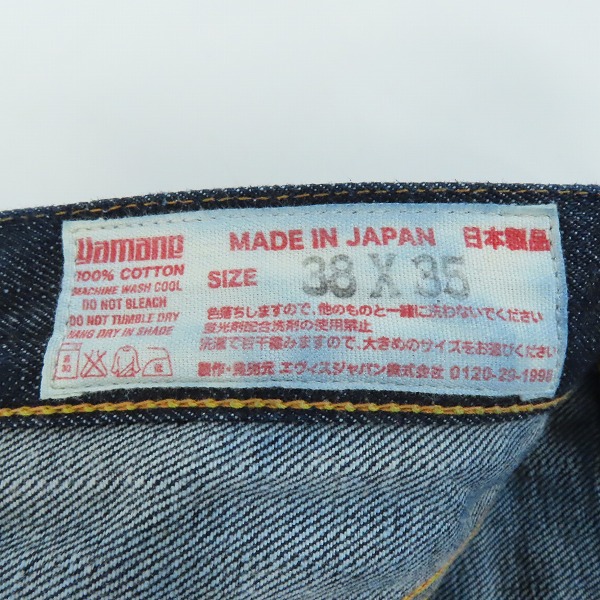 Yamane
100% COTTON
MACHINE WASH COOL
DO NOT BLEACH
DO NOT TUMBLE DRY
HANG DRY IN SHADE
MADE IN JAPAN 日本製品
SIZE 38 X 35
色落ちしますので、他のものと一緒に洗わないでください
蛍光剤配合洗剤の使用禁止
洗濯で若干縮みますので、大きめのサイズをお選びください
製作・発売元 エヴィスジャパン株式会社 0120-29-1998